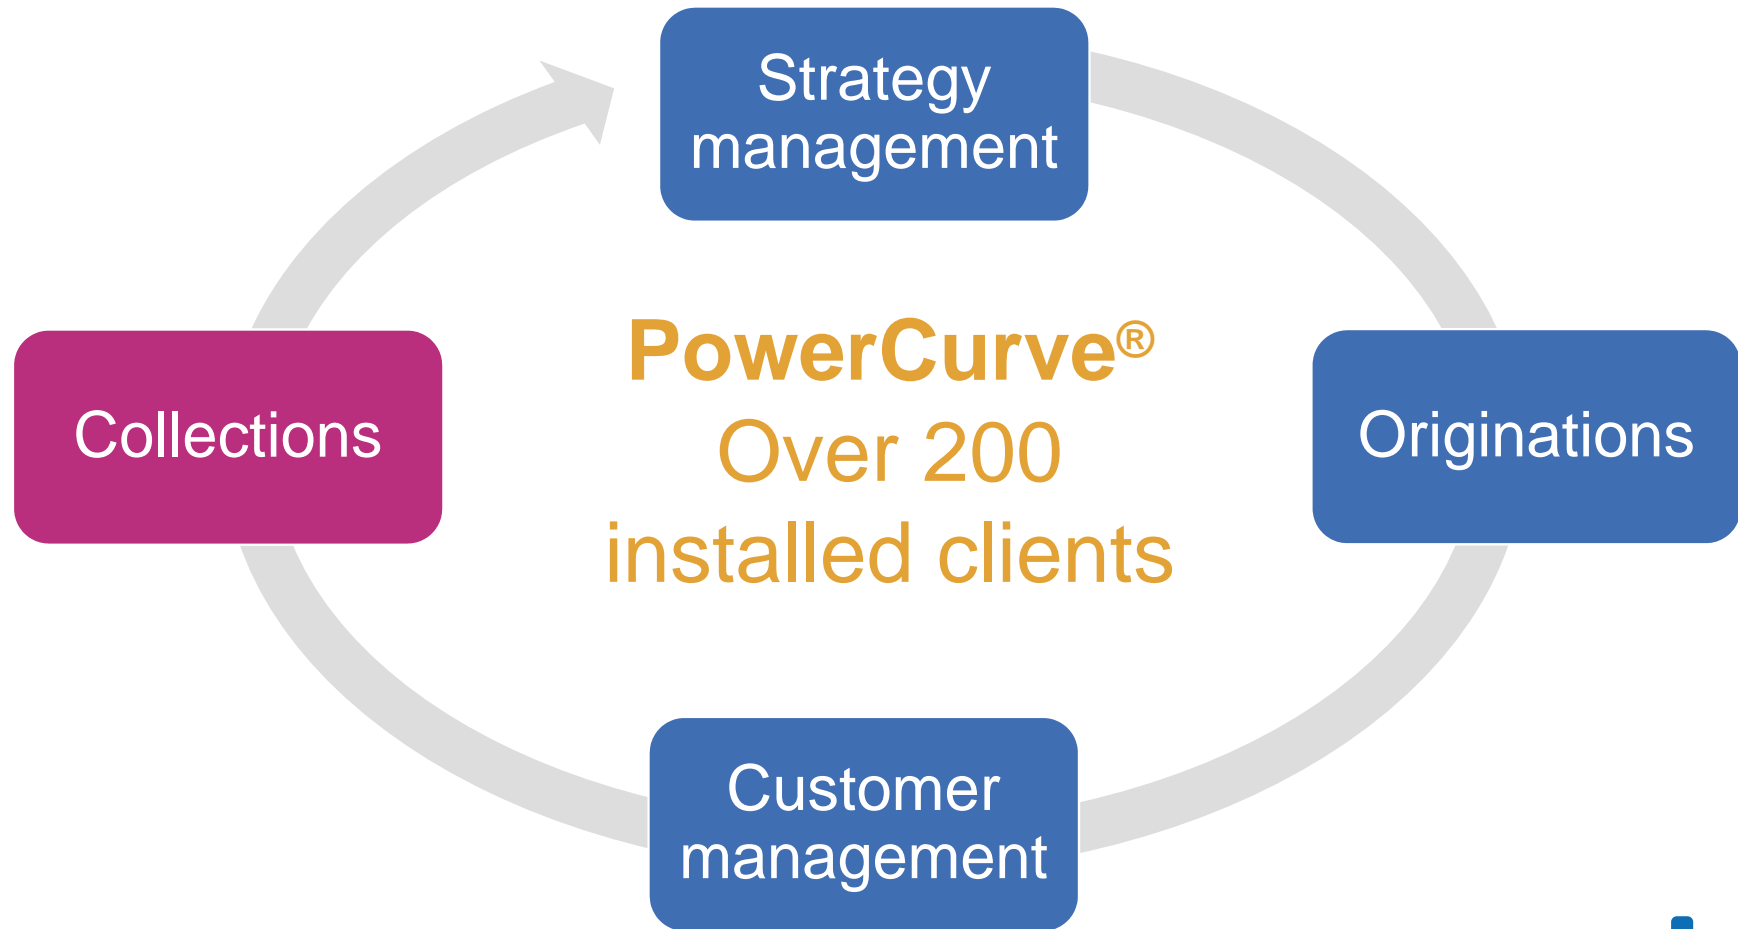 Strategy
management
PowerCurve®
Over 200
installed clients
Collections
Originations
Customer
management